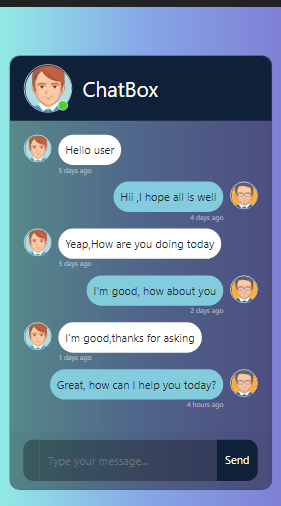 ChatBox
Hello user
5 days ago
Hii ,I hope all is well
4 days ago
Yeap,How are you doing today
3 days ago
I'm good, how about you
2 days ago
I'm good,thanks for asking
1 days ago
Great, how can I help you today?
4 hours ago
Type your message...
Send